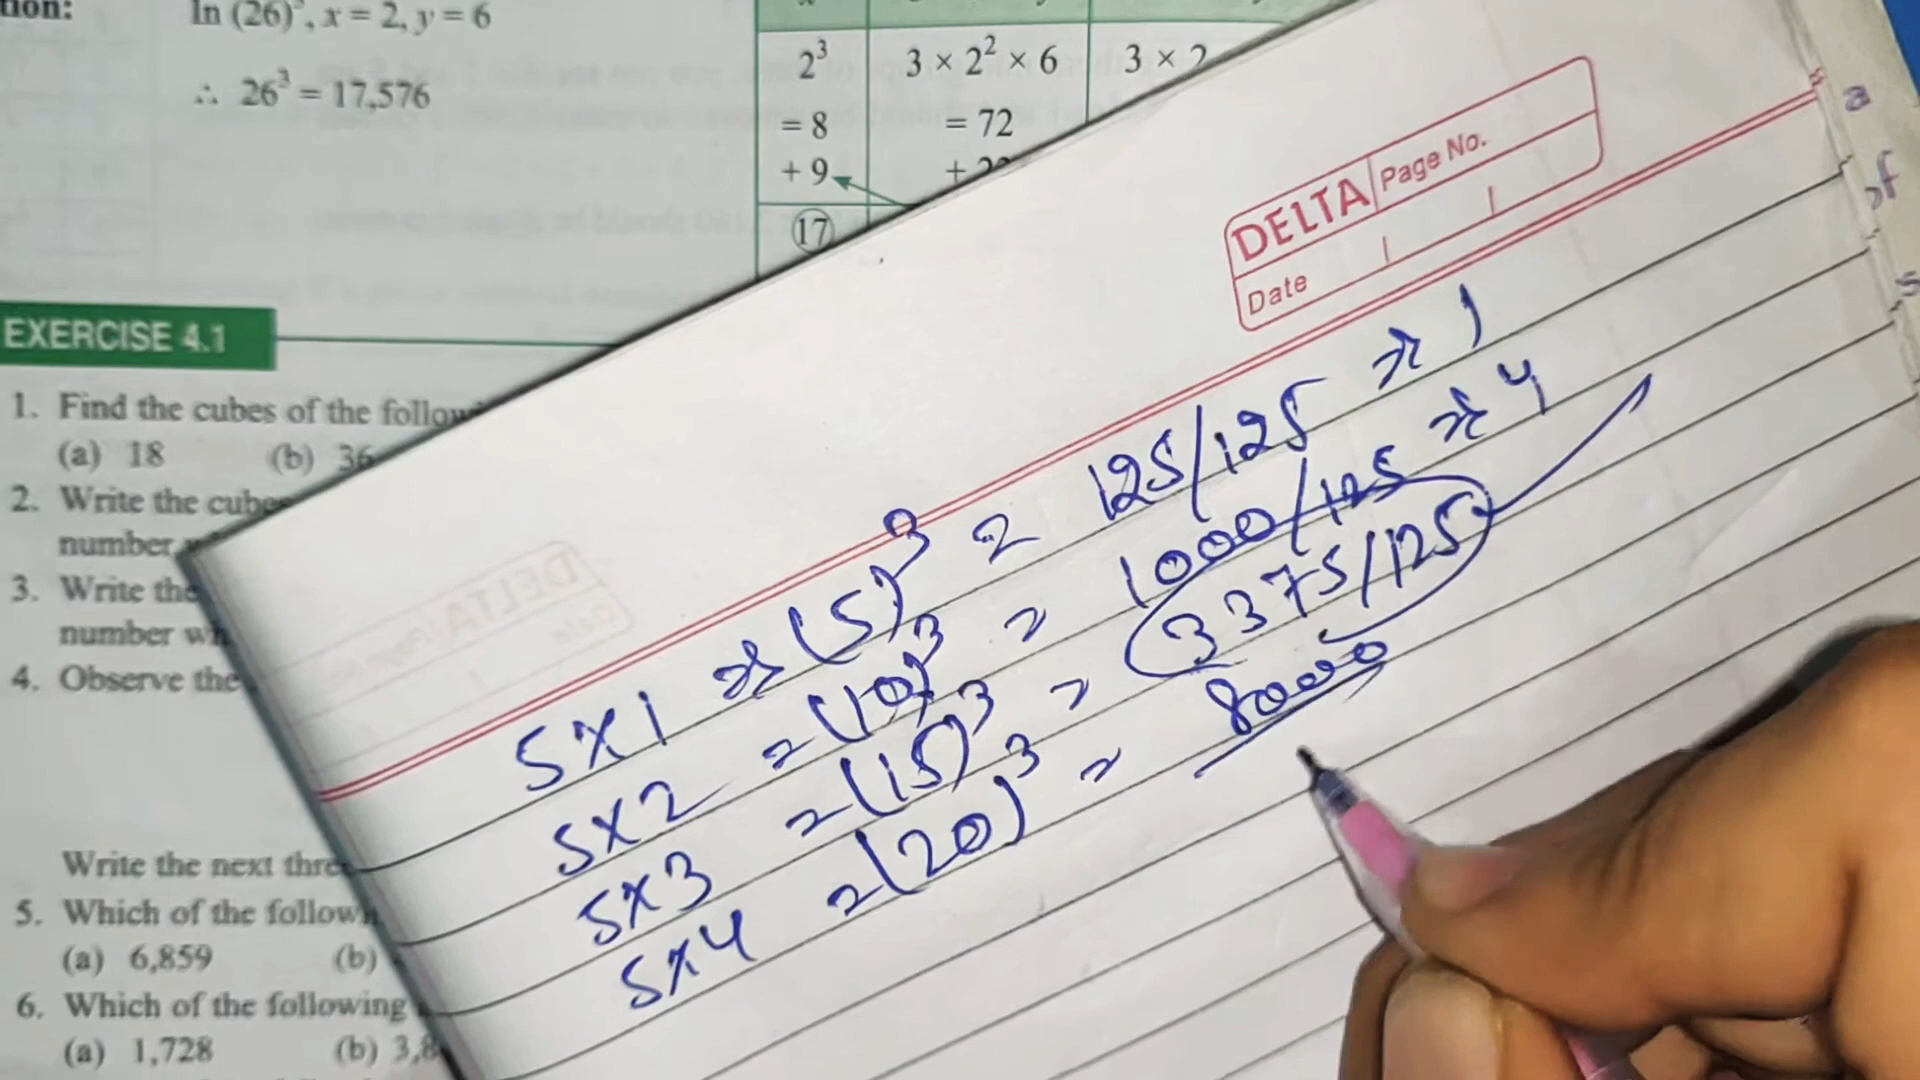 tion: In (26)³, x = 2, y = 6
∴ 26³ = 17,576
2³ 3 × 2² × 6 3 × 2
= 8 = 72
+ 9 +
17
EXERCISE 4.1
1. Find the cubes of the
(a) 18 (b) 36
2. Write the
number
3. Write the
number
4. Observe the
Write the next
5. Which of the
(a) 6,859 (b)
6. Which of the following
(a) 1,728 (b) 3,8
DELTA Page No.
Date
5×1 ⇒ (5)³ = 125/125 ⇒ 1
5×2 = (10)³ = 1000/125 ⇒ 4
5×3 = (15)³ = 3375/125
5×4 = (20)³ = 8000
a
of
s